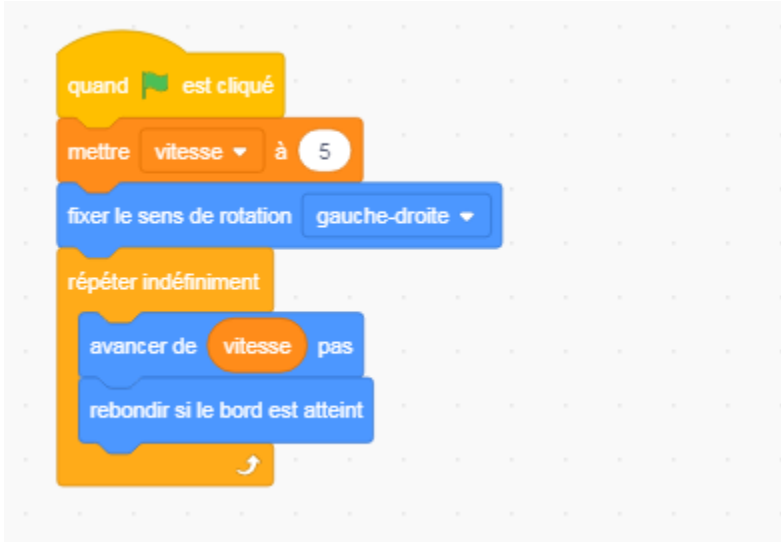 quand est cliqué
mettre vitesse à 5
fixer le sens de rotation gauche-droite
répéter indéfiniment
avancer de vitesse pas
rebondir si le bord est atteint